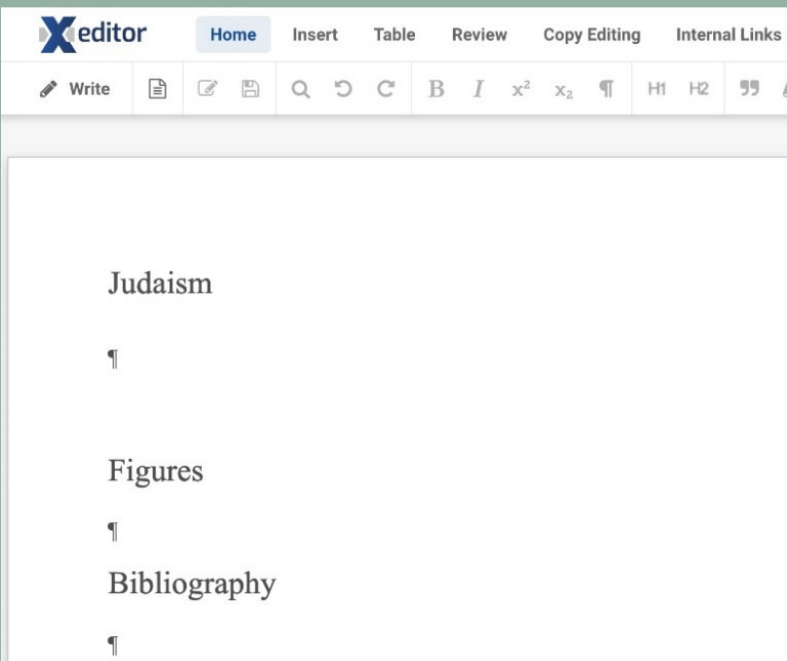 Xeditor
Home Insert Table Review Copy Editing Internal Links
Write B I x² x₂ ¶ H1 H2 ”
Judaism
¶
Figures
¶
Bibliography
¶